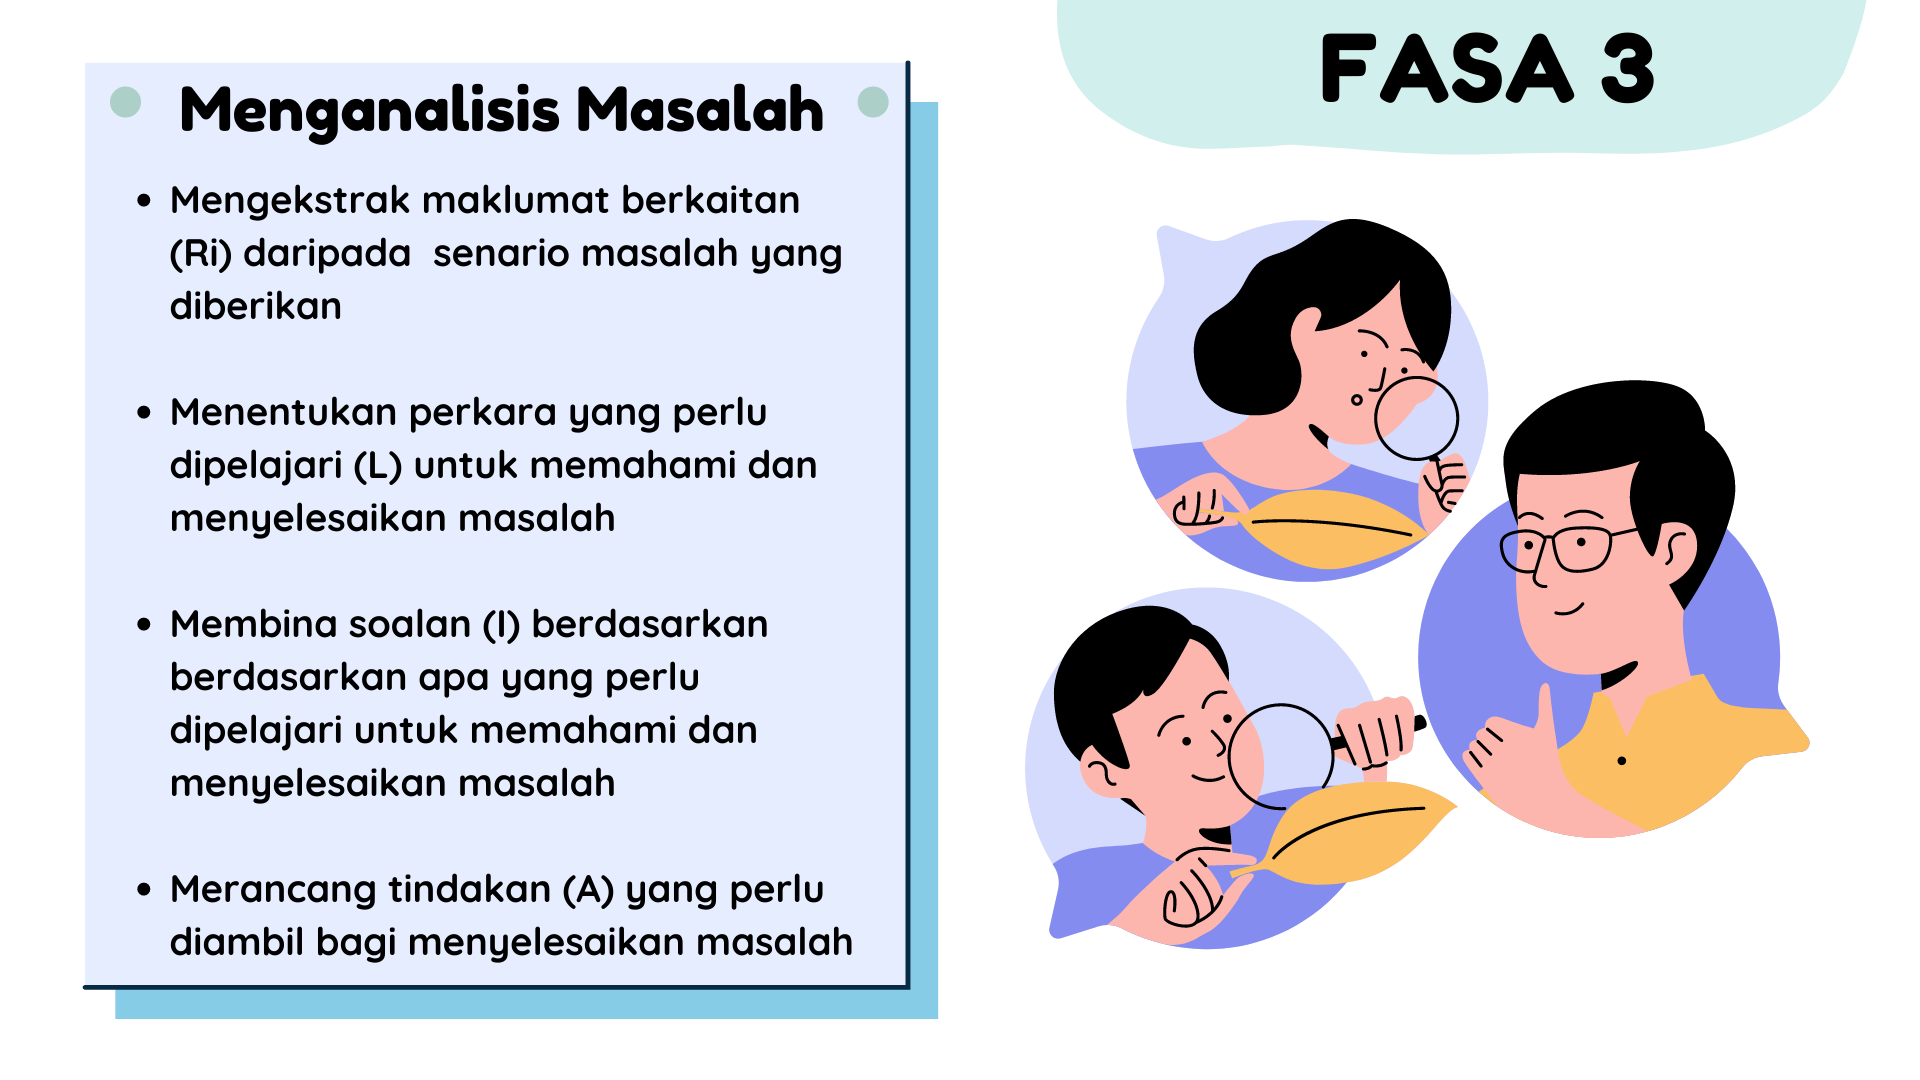 FASA 3
Menganalisis Masalah
• Mengekstrak maklumat berkaitan
(Ri) daripada  senario masalah yang
diberikan
• Menentukan perkara yang perlu
dipelajari (L) untuk memahami dan
menyelesaikan masalah
• Membina soalan (I) berdasarkan
berdasarkan apa yang perlu
dipelajari untuk memahami dan
menyelesaikan masalah
• Merancang tindakan (A) yang perlu
diambil bagi menyelesaikan masalah